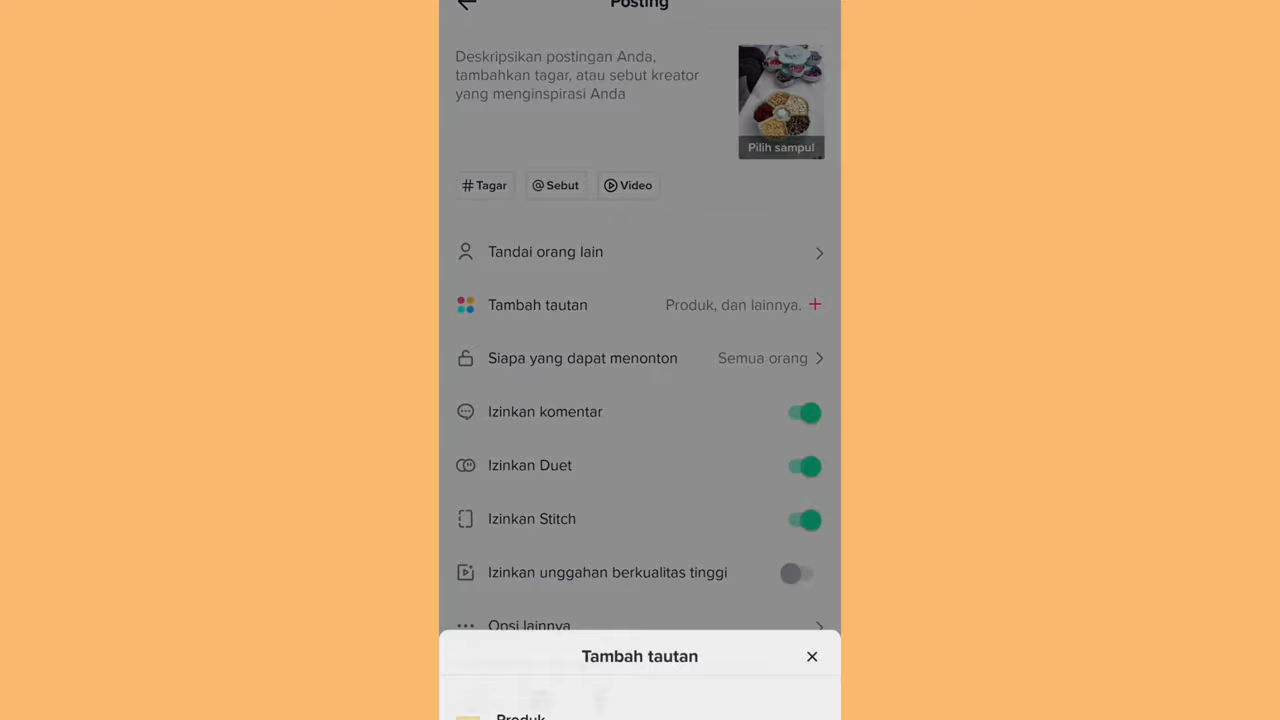 Posting
Deskripsikan postingan Anda,
tambahkan tagar, atau sebut kreator
yang menginspirasi Anda
Pilih sampul
# Tagar
@ Sebut
Video
Tandai orang lain
Tambah tautan
Produk, dan lainnya. +
Siapa yang dapat menonton
Semua orang
Izinkan komentar
Izinkan Duet
Izinkan Stitch
Izinkan unggahan berkualitas tinggi
Opsi lainnya
Tambah tautan
Produk